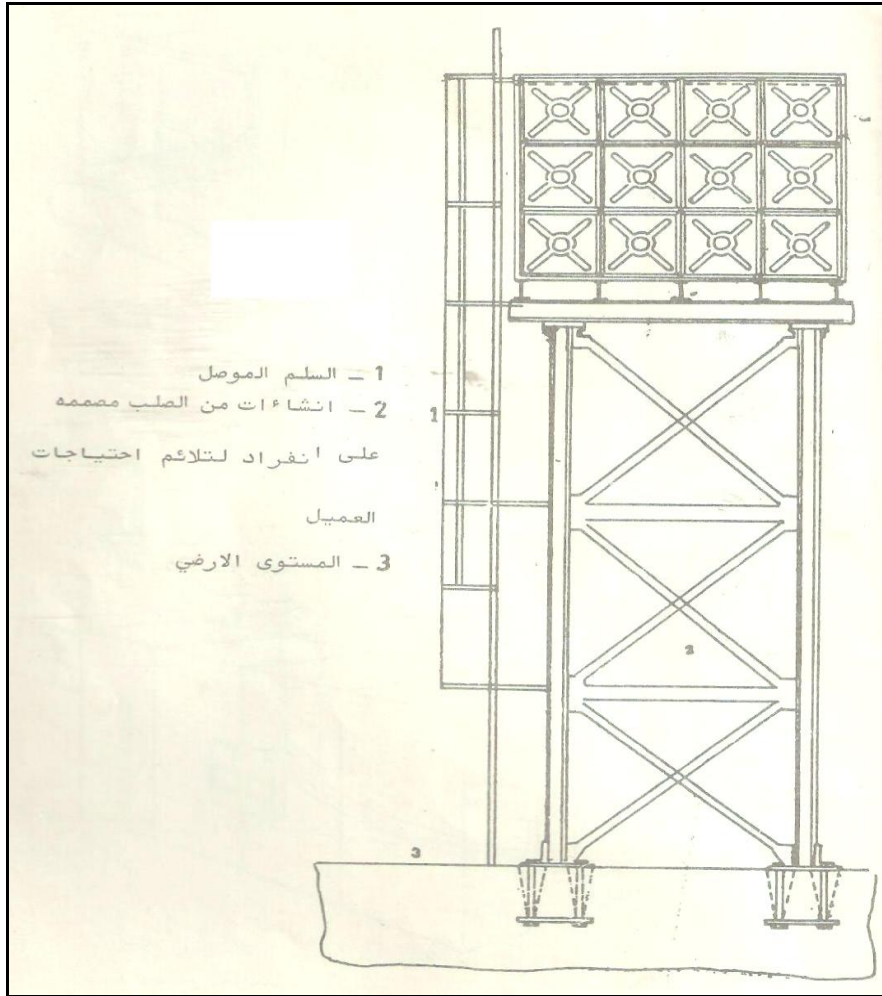 1 ـ السلم الموصل
2 ـ انشاءات من الصلب مصممه
على انفراد لتلائم احتياجات
العميل
3 ـ المستوى الارضي
1
2
3